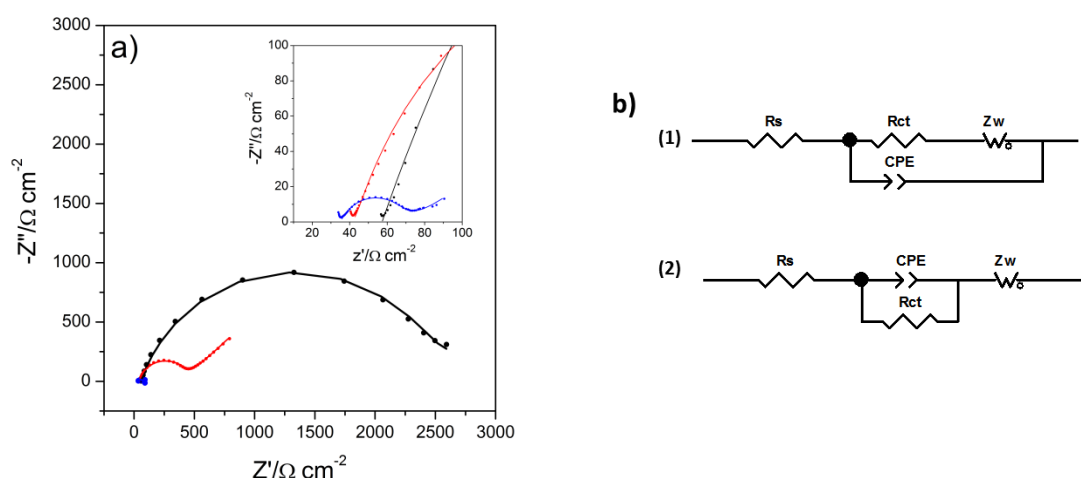 a)
-Z''/Ω cm-2
3000
2500
2000
1500
1000
500
0
0 500 1000 1500 2000 2500 3000
Z'/Ω cm-2
-Z''/Ω cm-2
100
80
60
40
20
0
20 40 60 80 100
z'/Ω cm-2
b)
(1)
Rs
Rct
Zw
CPE
(2)
Rs
CPE
Zw
Rct